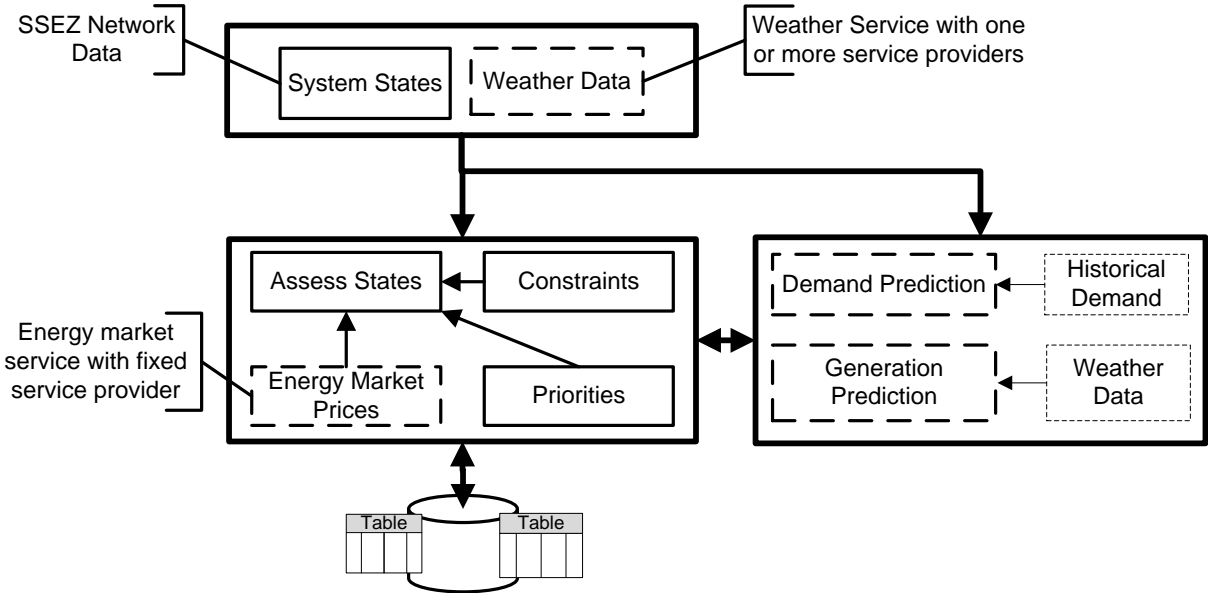 SSEZ Network
Data
System States
Weather Data
Weather Service with one
or more service providers
Assess States
Constraints
Energy Market
Prices
Priorities
Energy market
service with fixed
service provider
Demand Prediction
Historical
Demand
Generation
Prediction
Weather
Data
Table
Table